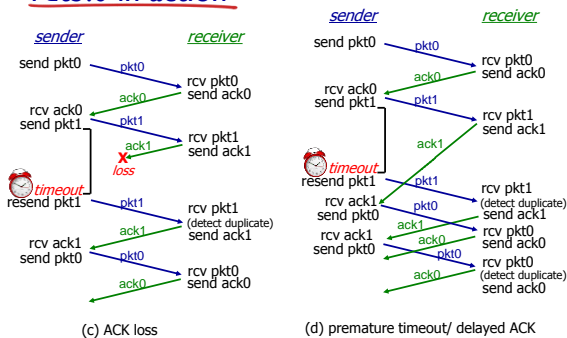 sender
receiver
send pkt0
pkt0
rcv pkt0
send ack0
ack0
rcv ack0
send pkt1
pkt1
rcv pkt1
send ack1
ack1
X
loss
timeout
resend pkt1
pkt1
rcv pkt1
(detect duplicate)
send ack1
ack1
rcv ack1
send pkt0
pkt0
rcv pkt0
send ack0
ack0
(c) ACK loss
sender
receiver
send pkt0
pkt0
rcv pkt0
send ack0
ack0
rcv ack0
send pkt1
pkt1
rcv pkt1
send ack1
ack1
timeout
resend pkt1
pkt1
rcv pkt1
(detect duplicate)
send ack1
rcv ack1
send pkt0
pkt0
ack1
rcv pkt0
send ack0
ack0
rcv ack1
send pkt0
pkt0
rcv pkt0
(detect duplicate)
send ack0
ack0
(d) premature timeout/ delayed ACK